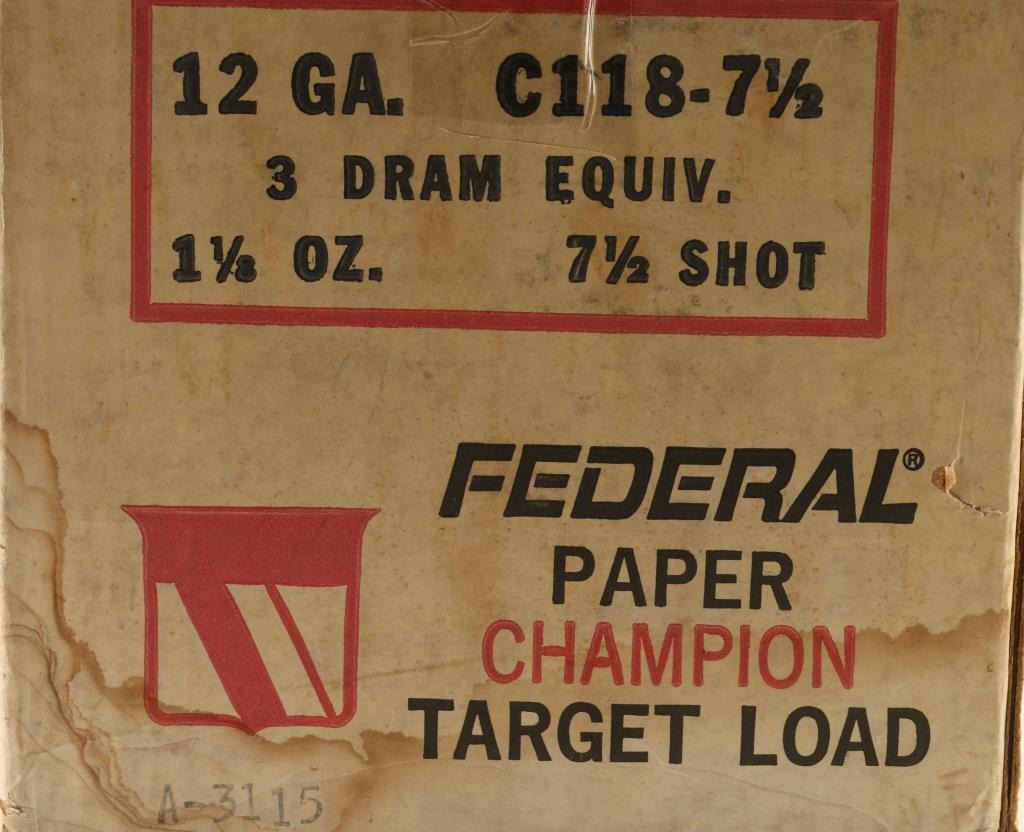 12 GA. C118-7½
3 DRAM EQUIV.
1⅛ OZ. 7½ SHOT
FEDERAL®
PAPER
CHAMPION
TARGET LOAD
A-3115